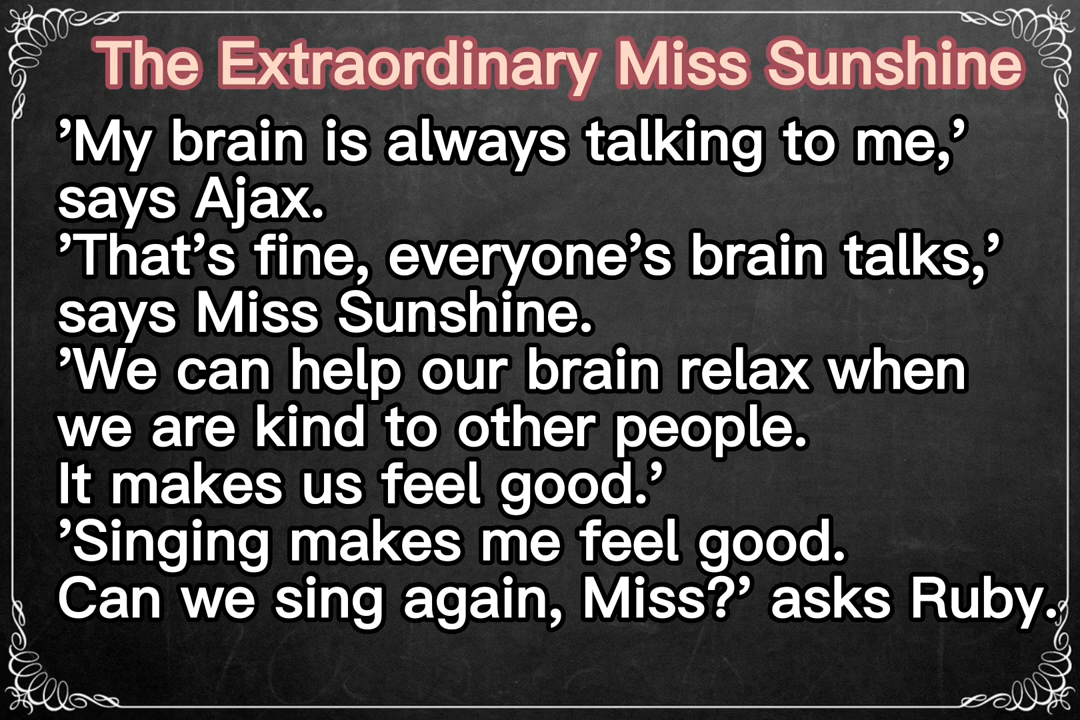 The Extraordinary Miss Sunshine
’My brain is always talking to me,’
says Ajax.
’That’s fine, everyone’s brain talks,’
says Miss Sunshine.
’We can help our brain relax when
we are kind to other people.
It makes us feel good.’
’Singing makes me feel good.
Can we sing again, Miss?’ asks Ruby.